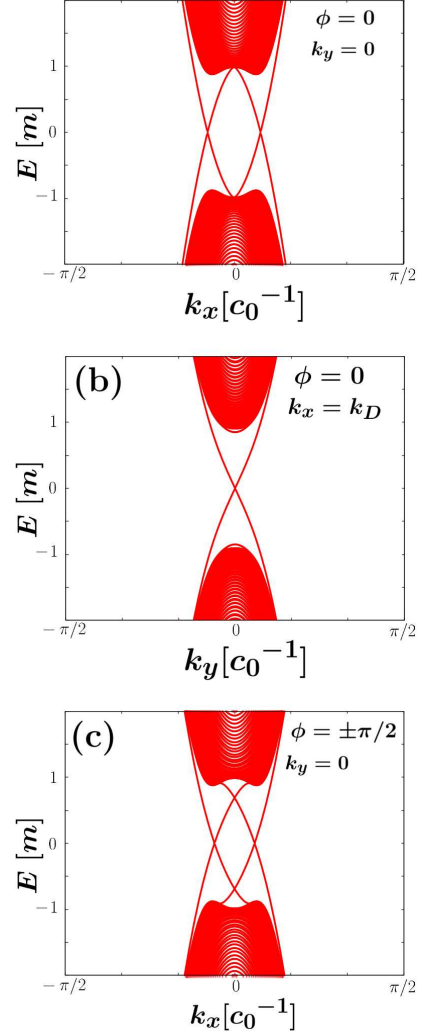 ϕ = 0
k_y = 0
1
0
−1
E [m]
−π/2
0
π/2
k_x[c_0^{−1}]
(b)
ϕ = 0
k_x = k_D
1
0
−1
E [m]
−π/2
0
π/2
k_y[c_0^{−1}]
(c)
ϕ = ±π/2
k_y = 0
1
0
−1
E [m]
−π/2
0
π/2
k_x[c_0^{−1}]